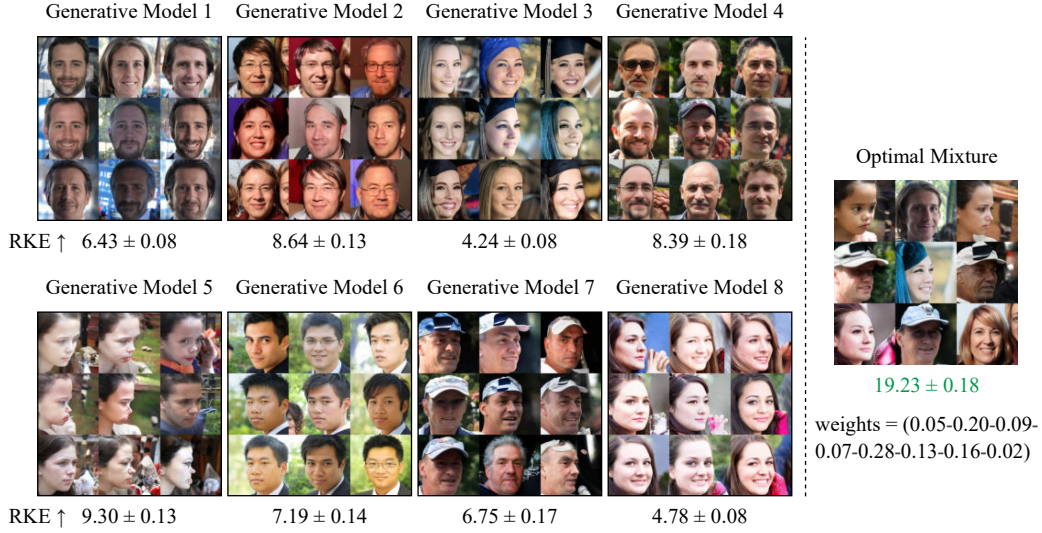 Generative Model 1 Generative Model 2 Generative Model 3 Generative Model 4
RKE ↑ 6.43 ± 0.08 8.64 ± 0.13 4.24 ± 0.08 8.39 ± 0.18
Generative Model 5 Generative Model 6 Generative Model 7 Generative Model 8
RKE ↑ 9.30 ± 0.13 7.19 ± 0.14 6.75 ± 0.17 4.78 ± 0.08
Optimal Mixture
19.23 ± 0.18
weights = (0.05-0.20-0.09-
0.07-0.28-0.13-0.16-0.02)